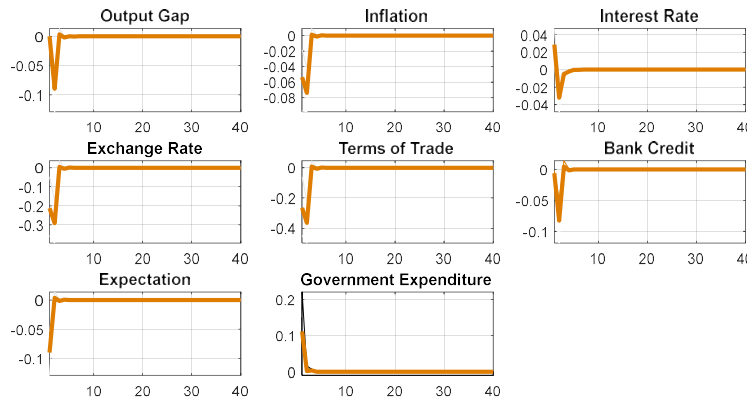 Output Gap
0
-0.05
-0.1
10 20 30 40
Inflation
0
-0.02
-0.04
-0.06
-0.08
10 20 30 40
Interest Rate
0.04
0.02
0
-0.02
-0.04
10 20 30 40
Exchange Rate
0
-0.1
-0.2
-0.3
10 20 30 40
Terms of Trade
0
-0.2
-0.4
10 20 30 40
Bank Credit
0
-0.05
-0.1
10 20 30 40
Expectation
0
-0.05
-0.1
10 20 30 40
Government Expenditure
0.2
0.1
0
10 20 30 40